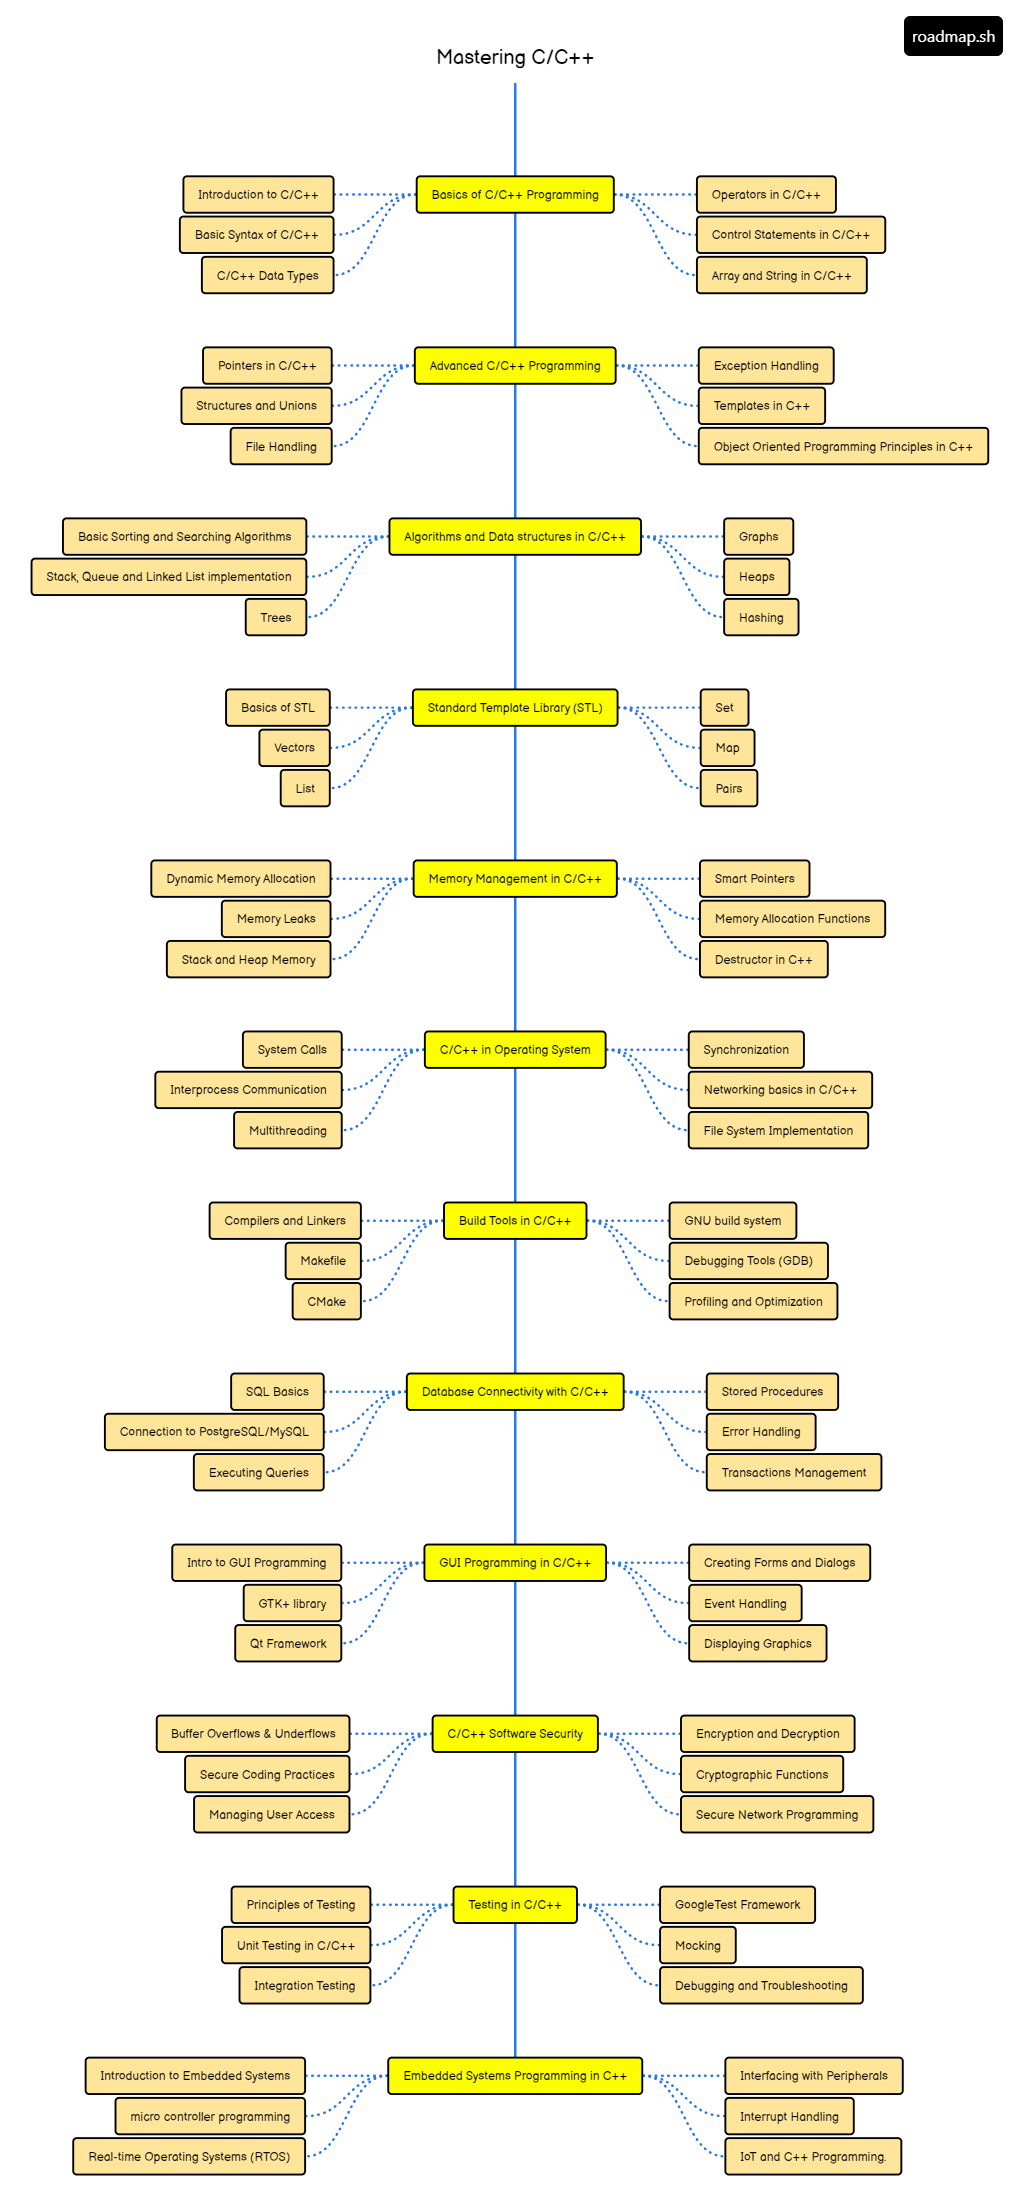 roadmap.sh
Mastering C/C++
Introduction to C/C++
Basic Syntax of C/C++
C/C++ Data Types
Basics of C/C++ Programming
Operators in C/C++
Control Statements in C/C++
Array and String in C/C++
Pointers in C/C++
Structures and Unions
File Handling
Advanced C/C++ Programming
Exception Handling
Templates in C++
Object Oriented Programming Principles in C++
Basic Sorting and Searching Algorithms
Stack, Queue and Linked List implementation
Trees
Algorithms and Data structures in C/C++
Graphs
Heaps
Hashing
Basics of STL
Vectors
List
Standard Template Library (STL)
Set
Map
Pairs
Dynamic Memory Allocation
Memory Leaks
Stack and Heap Memory
Memory Management in C/C++
Smart Pointers
Memory Allocation Functions
Destructor in C++
System Calls
Interprocess Communication
Multithreading
C/C++ in Operating System
Synchronization
Networking basics in C/C++
File System Implementation
Compilers and Linkers
Makefile
CMake
Build Tools in C/C++
GNU build system
Debugging Tools (GDB)
Profiling and Optimization
SQL Basics
Connection to PostgreSQL/MySQL
Executing Queries
Database Connectivity with C/C++
Stored Procedures
Error Handling
Transactions Management
Intro to GUI Programming
GTK+ library
Qt Framework
GUI Programming in C/C++
Creating Forms and Dialogs
Event Handling
Displaying Graphics
Buffer Overflows & Underflows
Secure Coding Practices
Managing User Access
C/C++ Software Security
Encryption and Decryption
Cryptographic Functions
Secure Network Programming
Principles of Testing
Unit Testing in C/C++
Integration Testing
Testing in C/C++
GoogleTest Framework
Mocking
Debugging and Troubleshooting
Introduction to Embedded Systems
micro controller programming
Real-time Operating Systems (RTOS)
Embedded Systems Programming in C++
Interfacing with Peripherals
Interrupt Handling
IoT and C++ Programming.